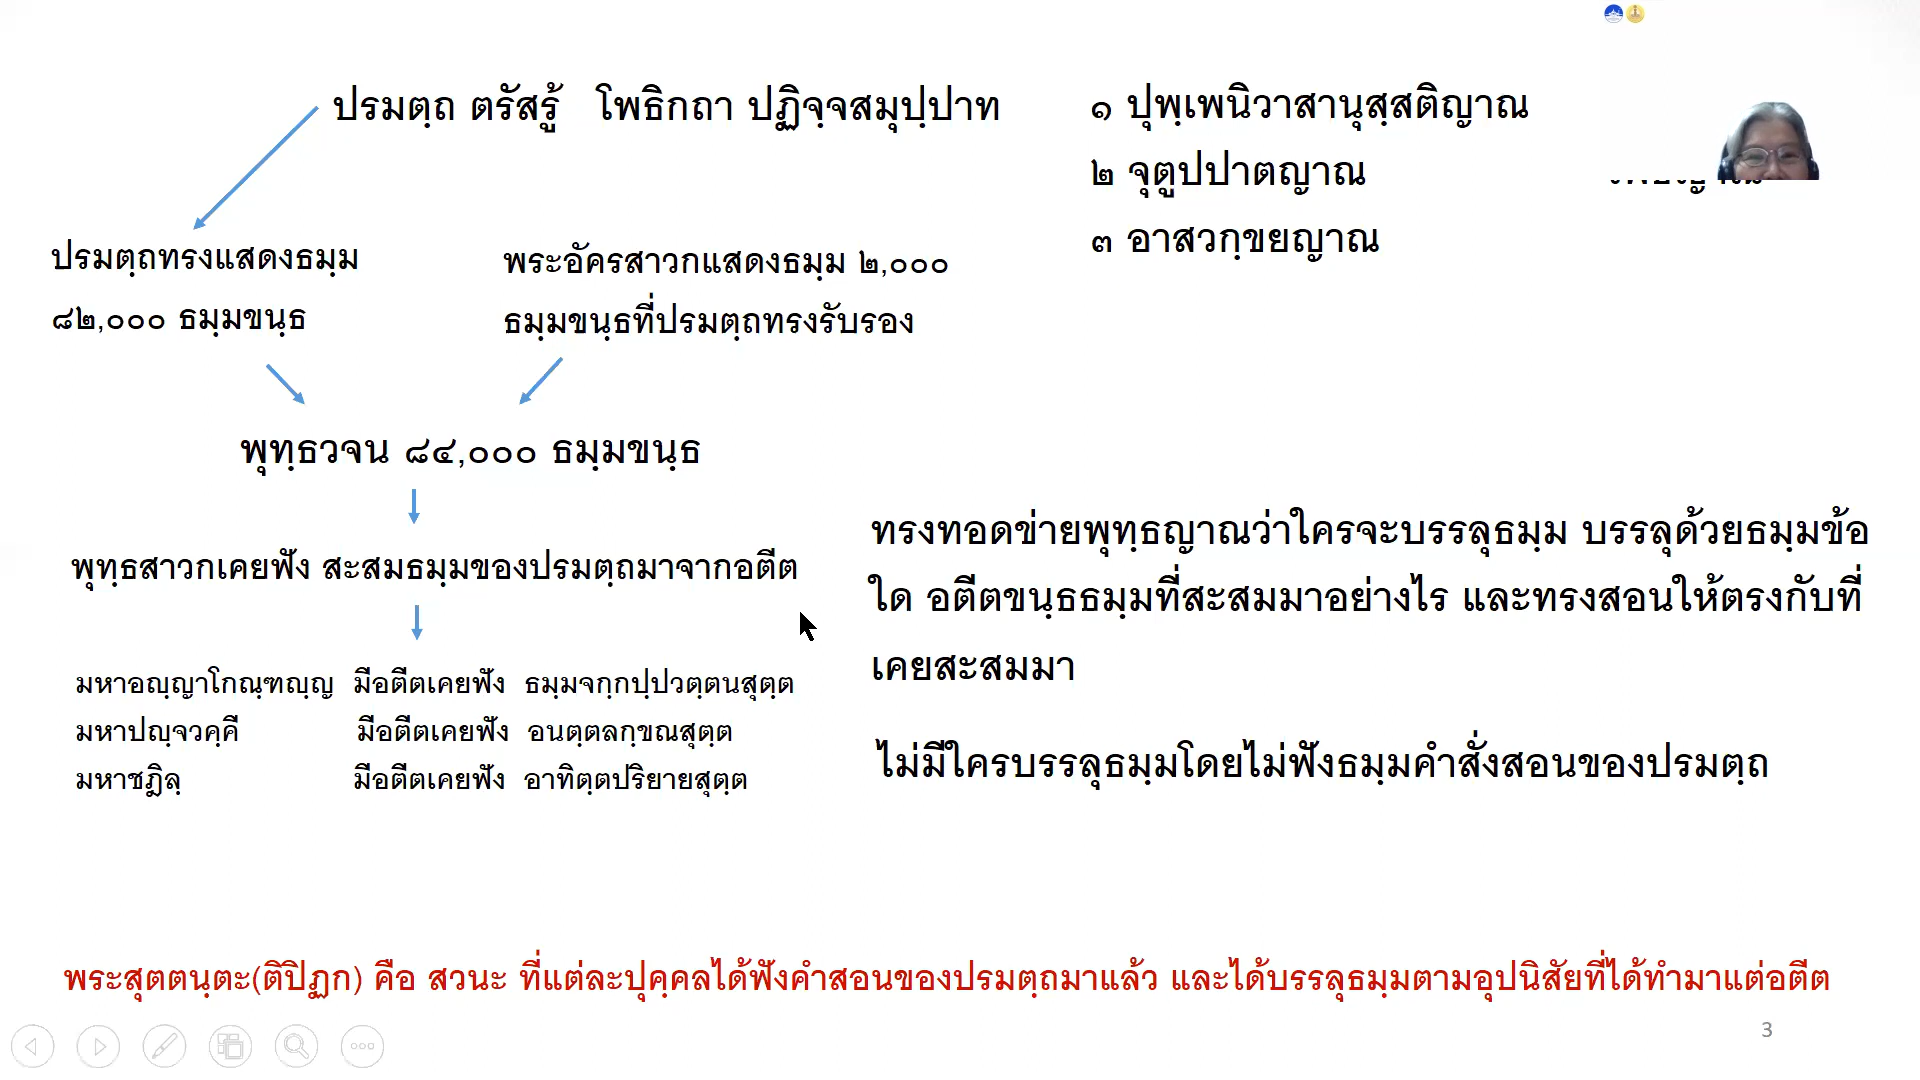 ปรมตฺถ ตรัสรู้ โพธิกถา ปฏิจฺจสมุปฺปาท
๑ ปุพฺเพนิวาสานุสฺสติญาณ
๒ จุตูปปาตญาณ
๓ อาสวกฺขยญาณ
ปรมตฺถทรงแสดงธมฺม
๘๒,๐๐๐ ธมฺมขนฺธ
พระอัครสาวกแสดงธมฺม ๒,๐๐๐
ธมฺมขนฺธที่ปรมตฺถทรงรับรอง
พุทฺธวจน ๘๔,๐๐๐ ธมฺมขนฺธ
พุทฺธสาวกเคยฟัง สะสมธมฺมของปรมตฺถมาจากอตีต
มหาอญฺญาโกณฺฑญฺญ มีอตีตเคยฟัง ธมฺมจกฺกปฺปวตฺตนสุตฺต
มหาปญฺจวคฺคี มีอตีตเคยฟัง อนตฺตลกฺขณสุตฺต
มหาชฎิลฺ มีอตีตเคยฟัง อาทิตฺตปริยายสุตฺต
ทรงทอดข่ายพุทฺธญาณว่าใครจะบรรลุธมฺม บรรลุด้วยธมฺมข้อ
ใด อตีตขนฺธธมฺมที่สะสมมาอย่างไร และทรงสอนให้ตรงกับที่
เคยสะสมมา
ไม่มีใครบรรลุธมฺมโดยไม่ฟังธมฺมคำสั่งสอนของปรมตฺถ
พระสุตตนฺตะ(ติปิฏก) คือ สวนะ ที่แต่ละปุคฺคลได้ฟังคำสอนของปรมตฺถมาแล้ว และได้บรรลุธมฺมตามอุปนิสัยที่ได้ทำมาแต่อตีต
3